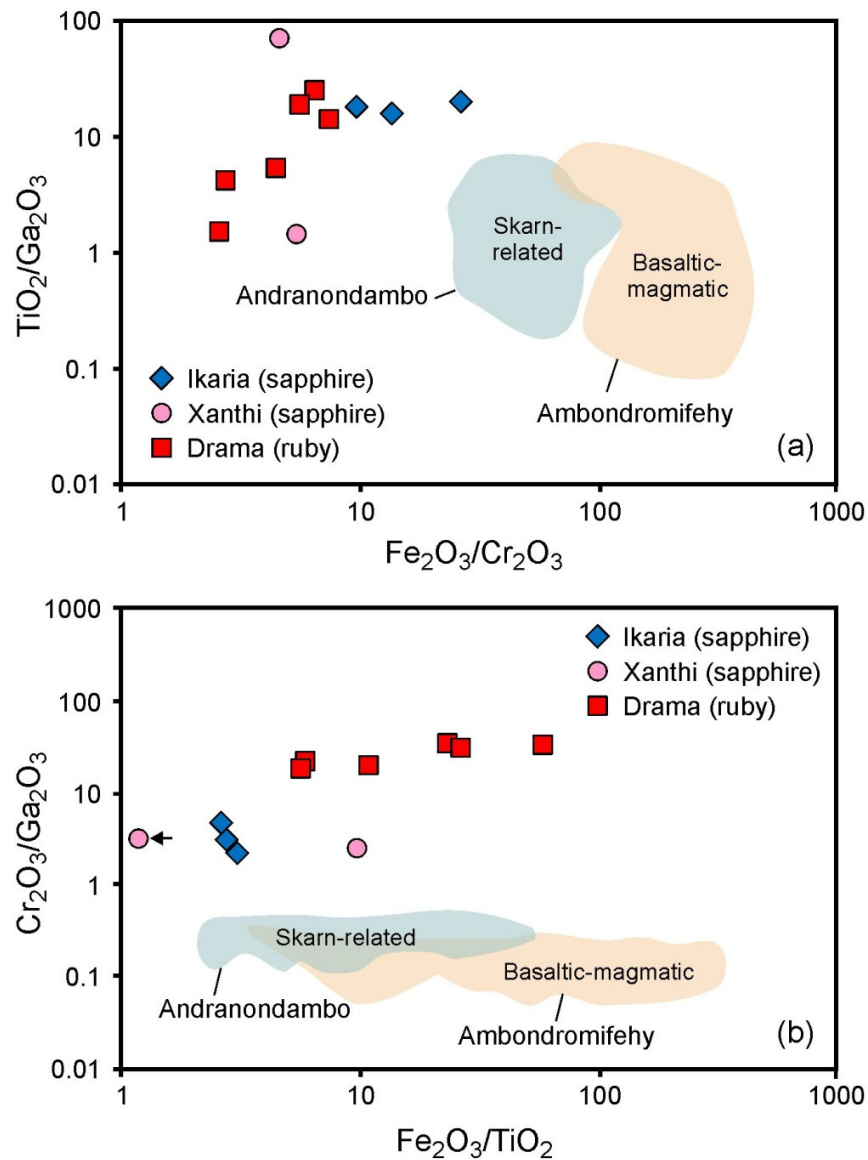 100
10
1
0.1
0.01
TiO₂/Ga₂O₃
Skarn-
related
Basaltic-
magmatic
Andranondambo
Ambondromifehy
Ikaria (sapphire)
Xanthi (sapphire)
Drama (ruby)
(a)
1 10 100 1000
Fe₂O₃/Cr₂O₃
1000
100
10
1
0.1
0.01
Cr₂O₃/Ga₂O₃
Ikaria (sapphire)
Xanthi (sapphire)
Drama (ruby)
Skarn-related
Basaltic-magmatic
Andranondambo
Ambondromifehy
(b)
1 10 100 1000
Fe₂O₃/TiO₂